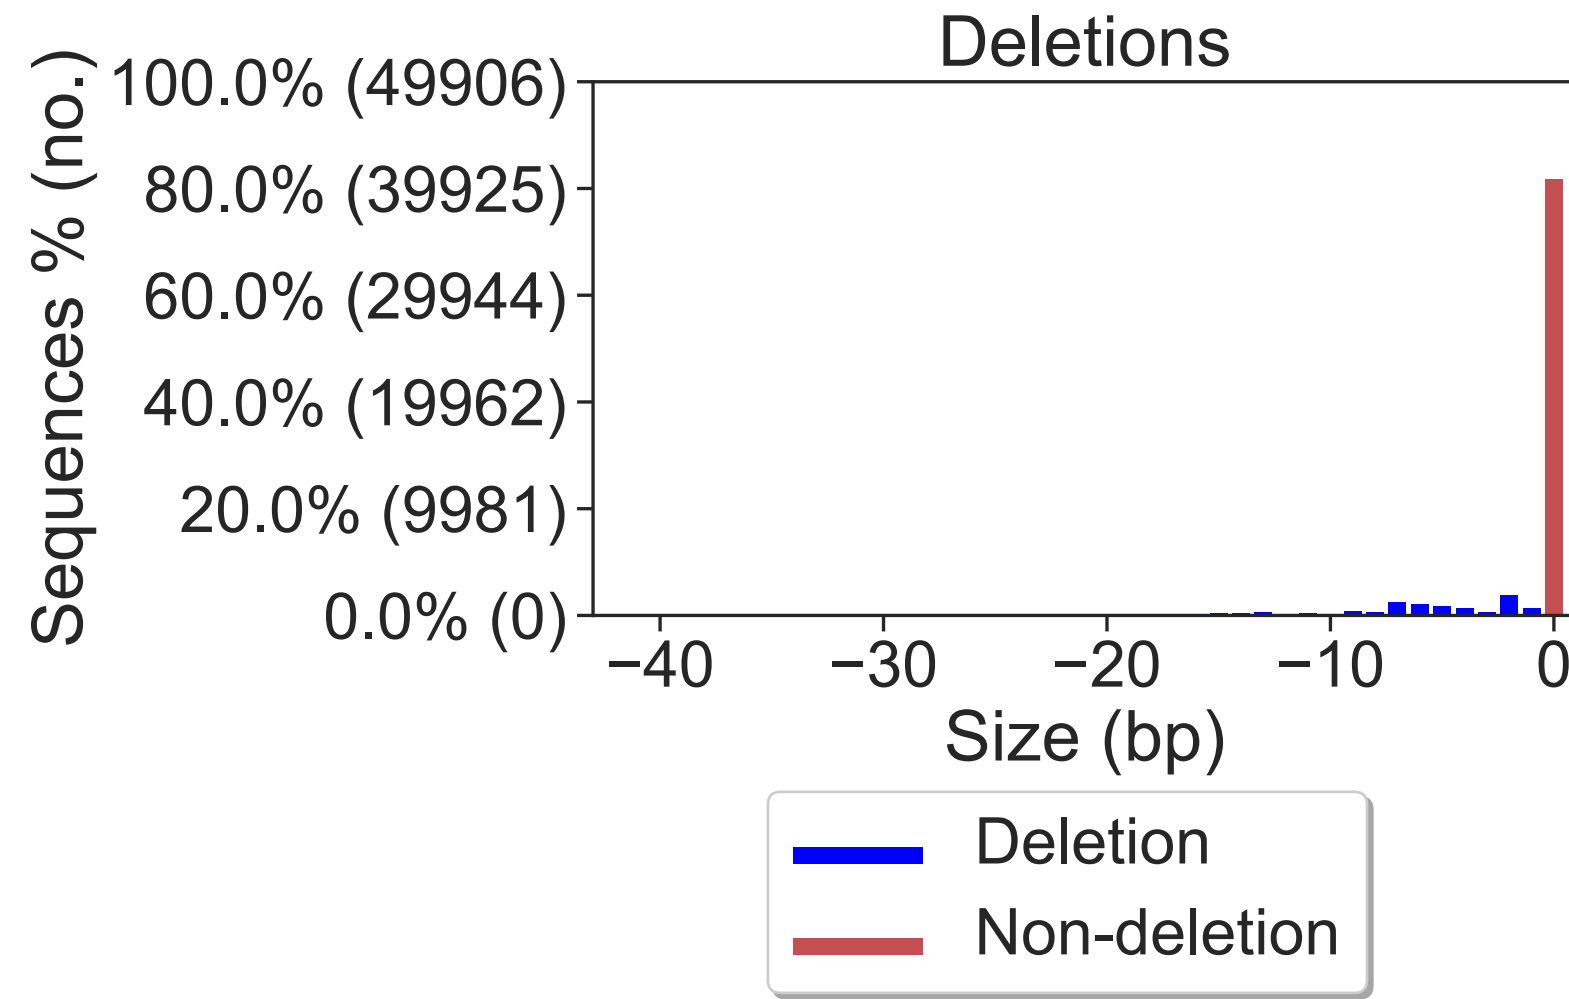 Deletions
Sequences % (no.)
100.0% (49906)
80.0% (39925)
60.0% (29944)
40.0% (19962)
20.0% (9981)
0.0% (0)
−40 −30 −20 −10 0
Size (bp)
Deletion
Non-deletion